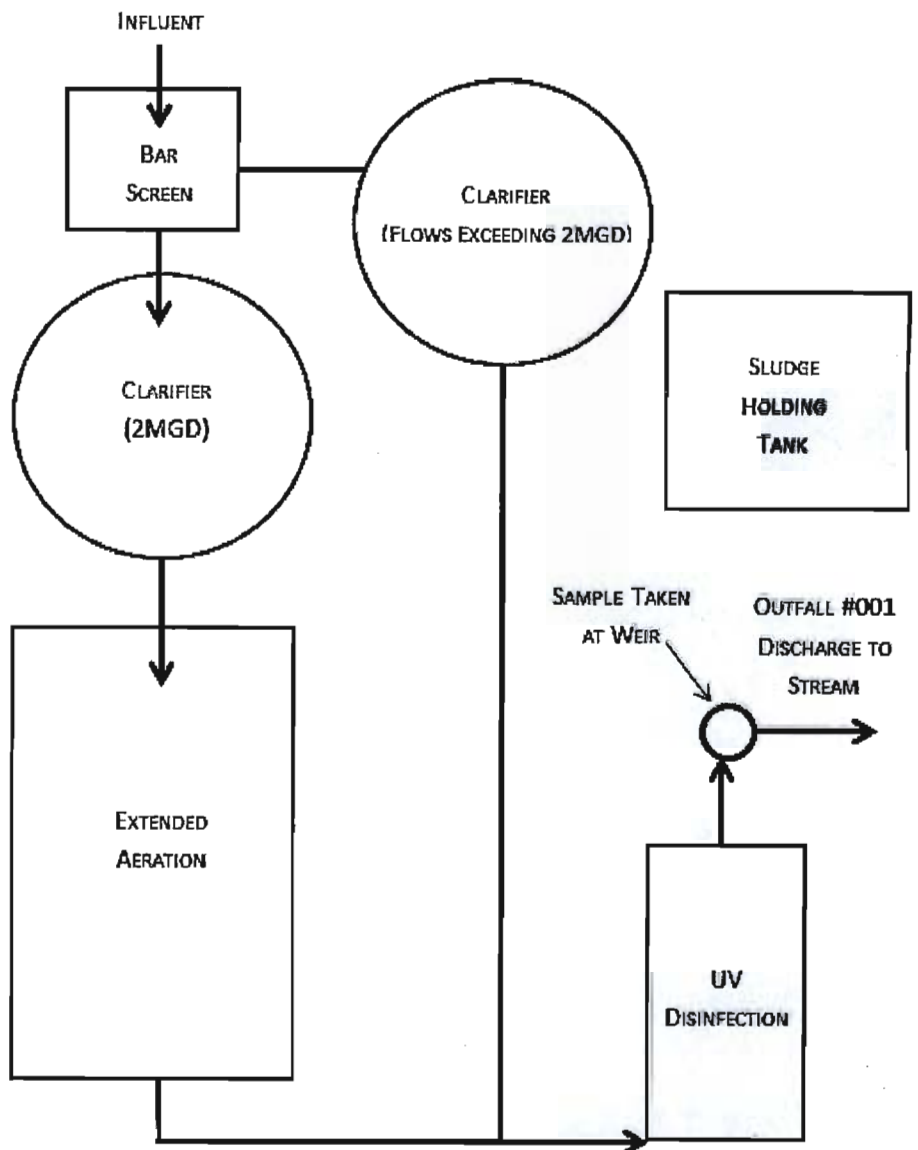 INFLUENT
BAR
SCREEN
CLARIFIER
(FLOWS EXCEEDING 2MGD)
CLARIFIER
(2MGD)
SLUDGE
HOLDING
TANK
SAMPLE TAKEN
AT WEIR
OUTFALL #001
DISCHARGE TO
STREAM
EXTENDED
AERATION
UV
DISINFECTION